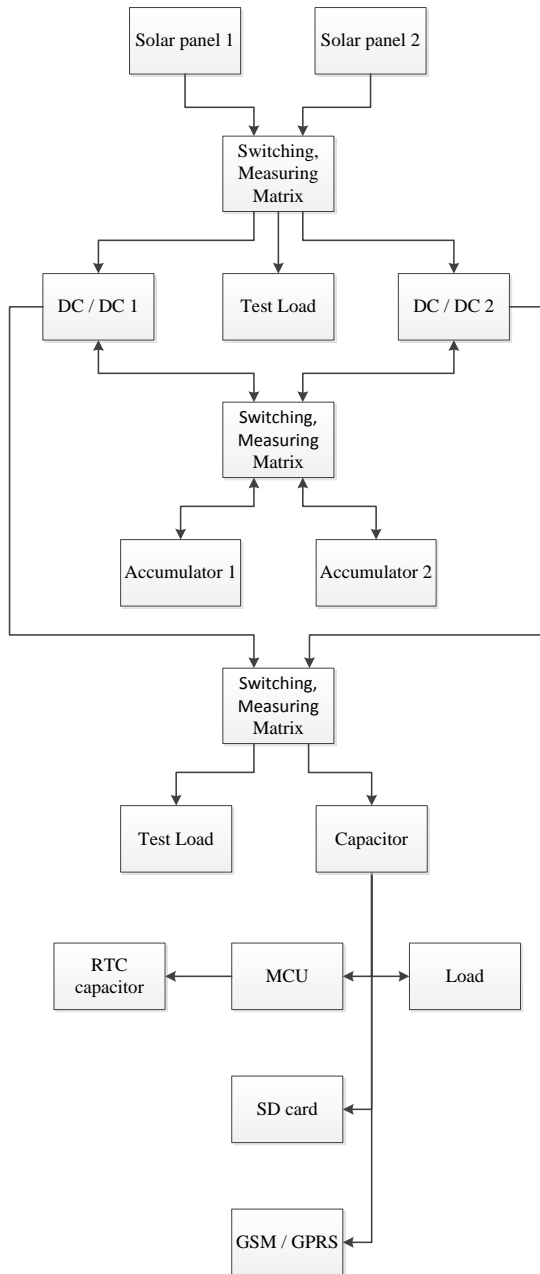 Solar panel 1
Solar panel 2
Switching,
Measuring
Matrix
DC / DC 1
Test Load
DC / DC 2
Switching,
Measuring
Matrix
Accumulator 1
Accumulator 2
Switching,
Measuring
Matrix
Test Load
Capacitor
RTC
capacitor
MCU
Load
SD card
GSM / GPRS